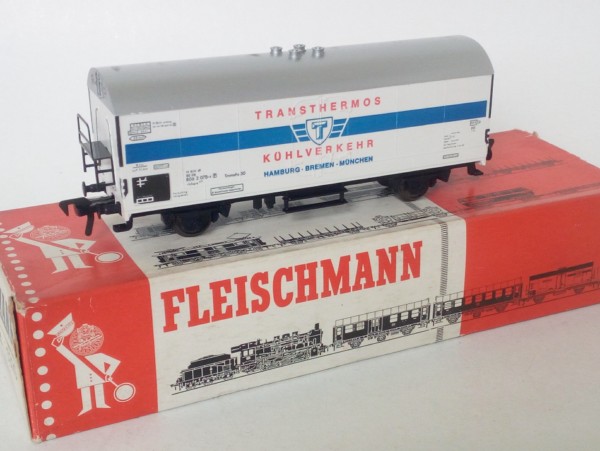 TRANSTHERMOS
T
KÜHLVERKEHR
HAMBURG - BREMEN - MÜNCHEN
FLEISCHMANN